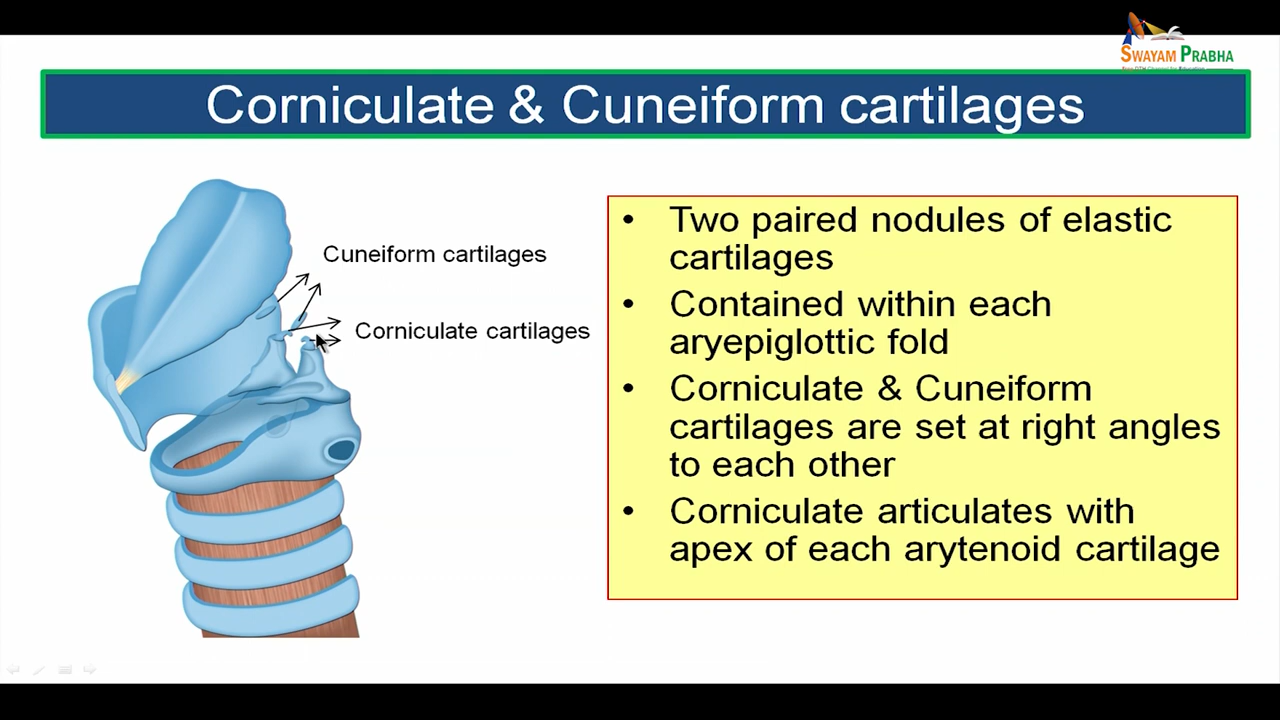 SWAYAM PRABHA
Corniculate & Cuneiform cartilages
Cuneiform cartilages
Corniculate cartilages
• Two paired nodules of elastic
cartilages
• Contained within each
aryepiglottic fold
• Corniculate & Cuneiform
cartilages are set at right angles
to each other
• Corniculate articulates with
apex of each arytenoid cartilage